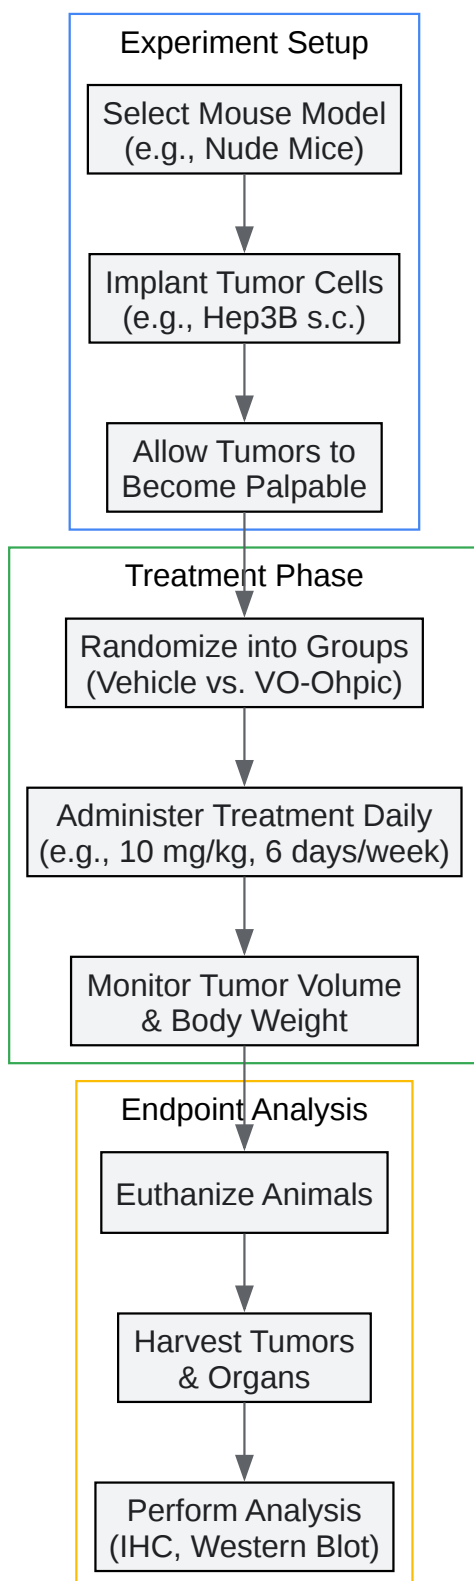 Experiment Setup
Select Mouse Model
(e.g., Nude Mice)
Implant Tumor Cells
(e.g., Hep3B s.c.)
Allow Tumors to
Become Palpable
Treatment Phase
Randomize into Groups
(Vehicle vs. VO-Ohpic)
Administer Treatment Daily
(e.g., 10 mg/kg, 6 days/week)
Monitor Tumor Volume
& Body Weight
Endpoint Analysis
Euthanize Animals
Harvest Tumors
& Organs
Perform Analysis
(IHC, Western Blot)